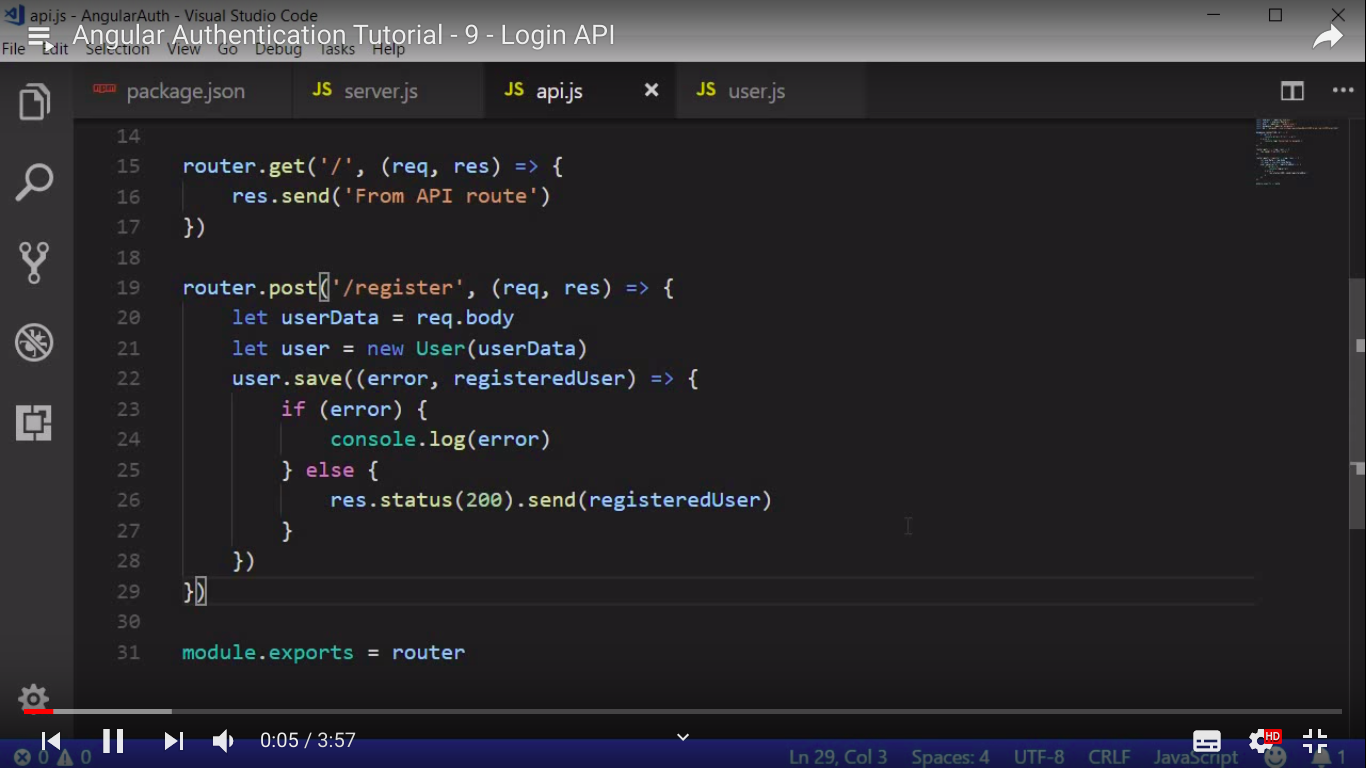 api.js - AngularAuth - Visual Studio Code
Angular Authentication Tutorial - 9 - Login API
File Edit Selection View Go Debug Tasks Help
npm package.json JS server.js JS api.js × JS user.js
14
15 router.get('/', (req, res) => {
16 res.send('From API route')
17 })
18
19 router.post('/register', (req, res) => {
20 let userData = req.body
21 let user = new User(userData)
22 user.save((error, registeredUser) => {
23 if (error) {
24 console.log(error)
25 } else {
26 res.status(200).send(registeredUser)
27 }
28 })
29 })
30
31 module.exports = router
0:05 / 3:57 HD
0 0 Ln 29, Col 3 Spaces: 4 UTF-8 CRLF JavaScript 1